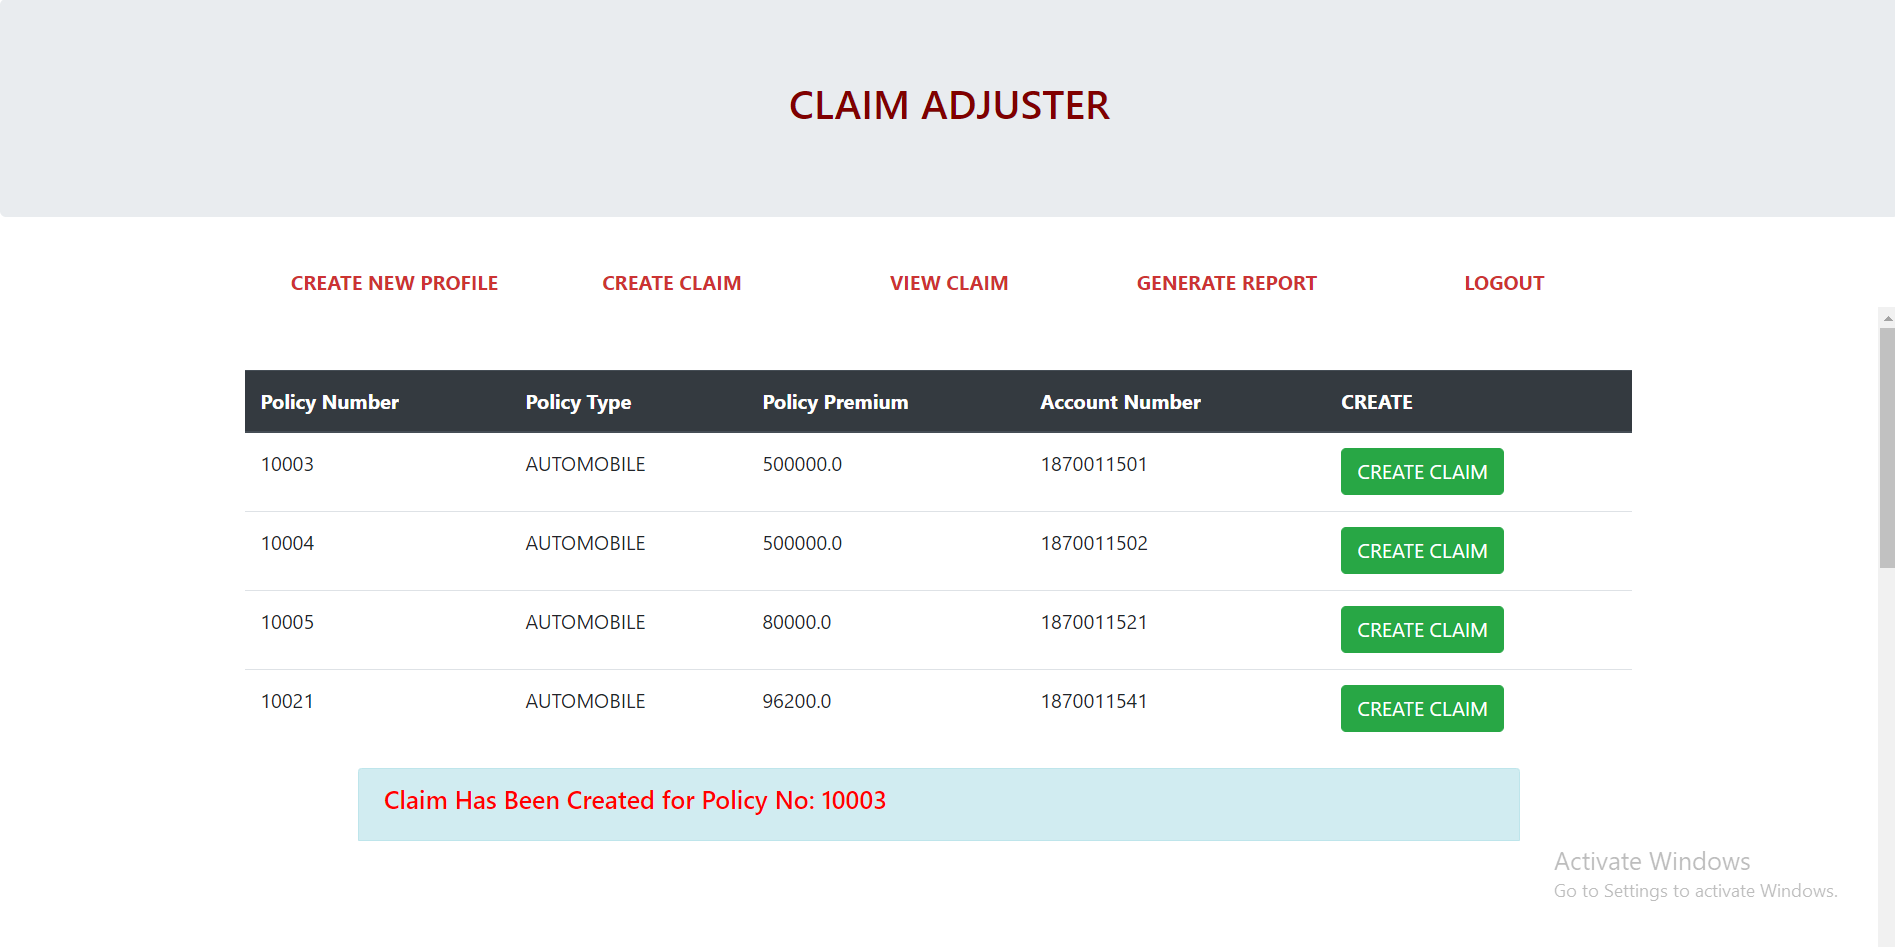 CLAIM ADJUSTER
CREATE NEW PROFILE CREATE CLAIM VIEW CLAIM GENERATE REPORT LOGOUT
Policy Number Policy Type Policy Premium Account Number CREATE
10003 AUTOMOBILE 500000.0 1870011501 CREATE CLAIM
10004 AUTOMOBILE 500000.0 1870011502 CREATE CLAIM
10005 AUTOMOBILE 80000.0 1870011521 CREATE CLAIM
10021 AUTOMOBILE 96200.0 1870011541 CREATE CLAIM
Claim Has Been Created for Policy No: 10003
Activate Windows
Go to Settings to activate Windows.